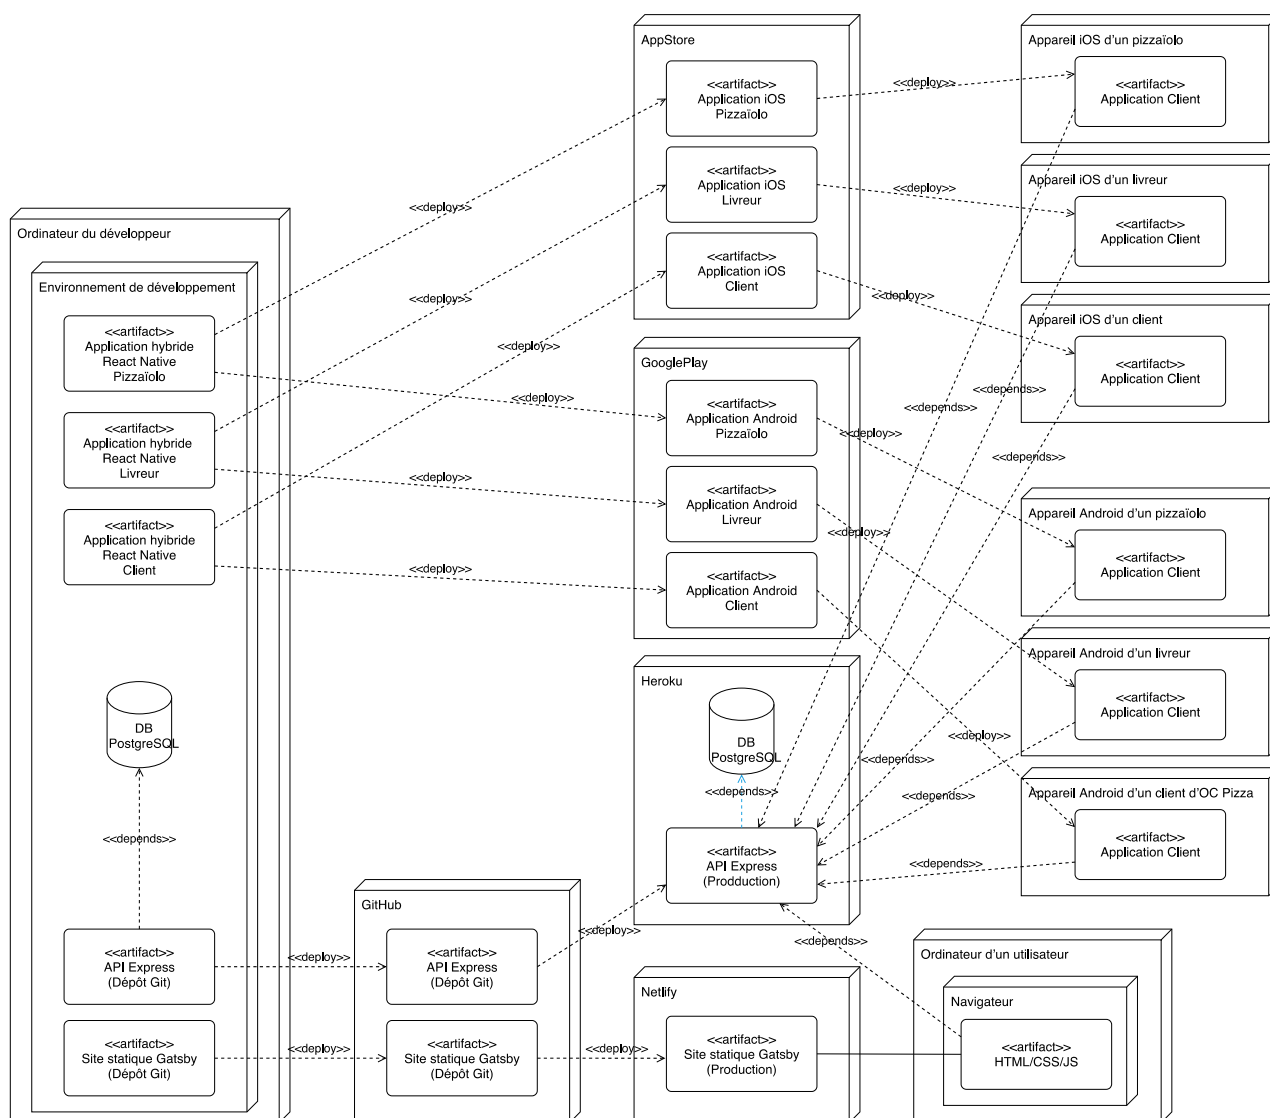 Ordinateur du développeur
Environnement de développement
<<artifact>>
Application hybride
React Native
Pizzaïolo
<<artifact>>
Application hybride
React Native
Livreur
<<artifact>>
Application hyibride
React Native
Client
DB
PostgreSQL
<<depends>>
<<artifact>>
API Express
(Dépôt Git)
<<artifact>>
Site statique Gatsby
(Dépôt Git)
<<deploy>>
<<deploy>>
<<deploy>>
<<deploy>>
<<deploy>>
<<deploy>>
<<deploy>>
<<deploy>>
GitHub
<<artifact>>
API Express
(Dépôt Git)
<<artifact>>
Site statique Gatsby
(Dépôt Git)
<<deploy>>
<<deploy>>
AppStore
<<artifact>>
Application iOS
Pizzaïolo
<<artifact>>
Application iOS
Livreur
<<artifact>>
Application iOS
Client
GooglePlay
<<artifact>>
Application Android
Pizzaïolo
<<artifact>>
Application Android
Livreur
<<artifact>>
Application Android
Client
Heroku
DB
PostgreSQL
<<depends>>
<<artifact>>
API Express
(Prodduction)
Netlify
<<artifact>>
Site statique Gatsby
(Production)
<<deploy>>
<<deploy>>
<<deploy>>
<<depends>>
<<depends>>
<<depends>>
<<deploy>>
<<deploy>>
<<deploy>>
<<depends>>
<<depends>>
<<depends>>
<<depends>>
Appareil iOS d'un pizzaïolo
<<artifact>>
Application Client
Appareil iOS d'un livreur
<<artifact>>
Application Client
Appareil iOS d'un client
<<artifact>>
Application Client
Appareil Android d'un pizzaïolo
<<artifact>>
Application Client
Appareil Android d'un livreur
<<artifact>>
Application Client
Appareil Android d'un client d'OC Pizza
<<artifact>>
Application Client
Ordinateur d'un utilisateur
Navigateur
<<artifact>>
HTML/CSS/JS